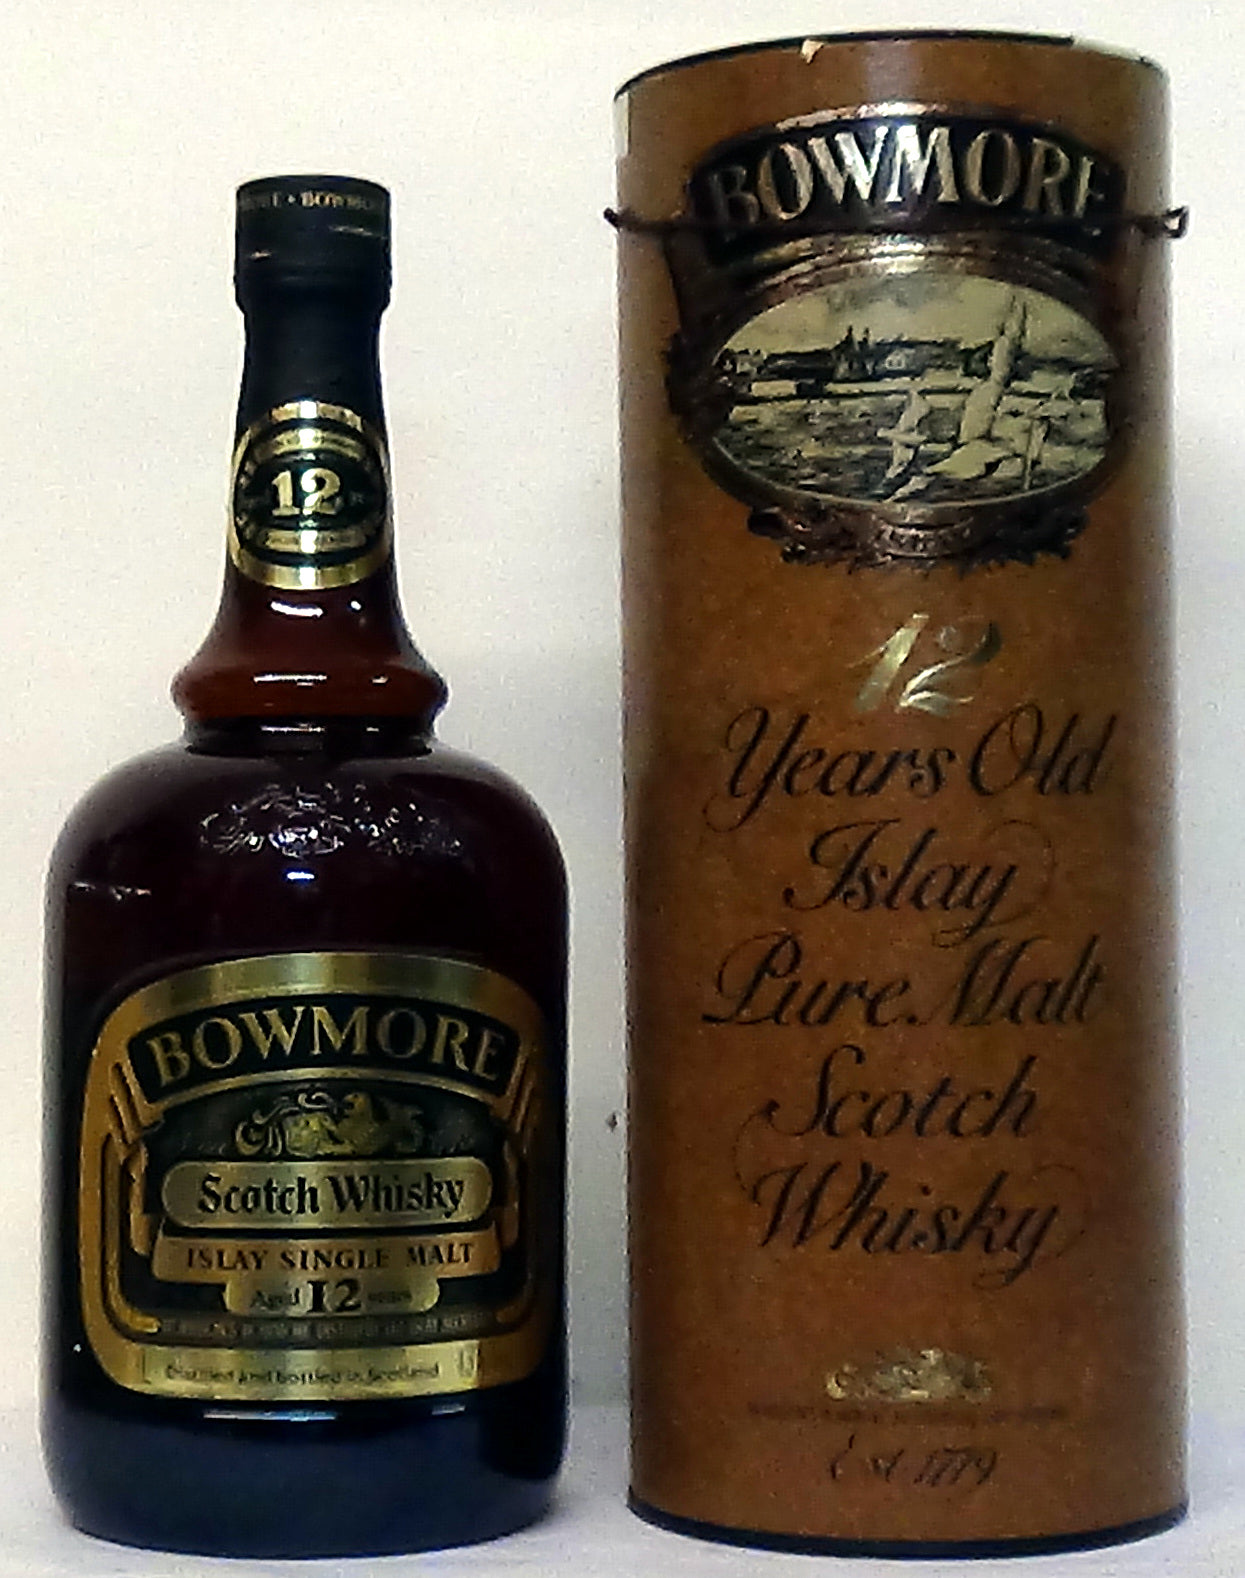 BOWMORE
12
BOWMORE
Scotch Whisky
ISLAY SINGLE MALT
Aged 12 years
Distilled and bottled in Scotland
BOWMORE
12
Years Old
Islay
Pure Malt
Scotch
Whisky
Est. 1779